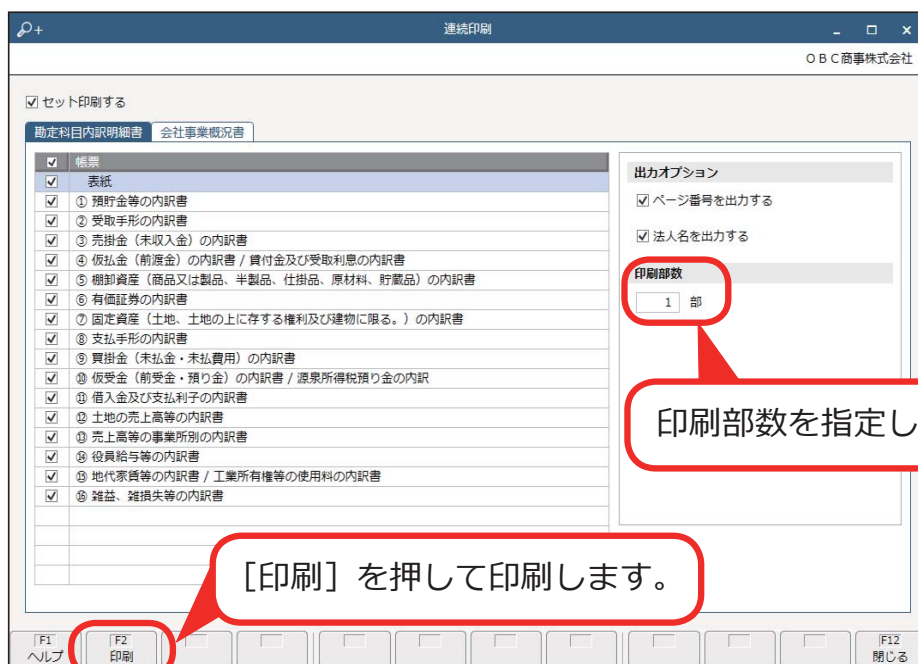 連続印刷
OBC商事株式会社
セット印刷する
勘定科目内訳明細書 会社事業概況書
帳票
表紙
① 預貯金等の内訳書
② 受取手形の内訳書
③ 売掛金（未収入金）の内訳書
④ 仮払金（前渡金）の内訳書 / 貸付金及び受取利息の内訳書
⑤ 棚卸資産（商品又は製品、半製品、仕掛品、原材料、貯蔵品）の内訳書
⑥ 有価証券の内訳書
⑦ 固定資産（土地、土地の上に存する権利及び建物に限る。）の内訳書
⑧ 支払手形の内訳書
⑨ 買掛金（未払金・未払費用）の内訳書
⑩ 仮受金（前受金・預り金）の内訳書 / 源泉所得税預り金の内訳
⑪ 借入金及び支払利子の内訳書
⑫ 土地の売上高等の内訳書
⑬ 売上高等の事業所別の内訳書
⑭ 役員給与等の内訳書
⑮ 地代家賃等の内訳書 / 工業所有権等の使用料の内訳書
⑯ 雑益、雑損失等の内訳書
出力オプション
ページ番号を出力する
法人名を出力する
印刷部数
1 部
印刷部数を指定し
［印刷］を押して印刷します。
F1 ヘルプ
F2 印刷
F12 閉じる